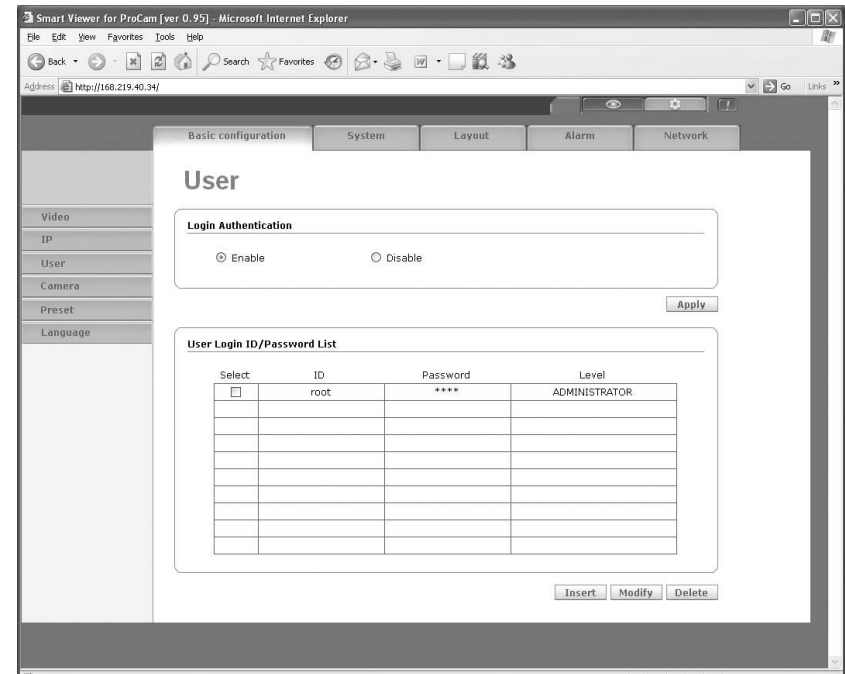 Smart Viewer for ProCam [ver 0.95] - Microsoft Internet Explorer
File Edit View Favorites Tools Help
Back Search Favorites
Address http://168.219.40.34/ Go Links »
Basic configuration System Layout Alarm Network
User
Video
IP
User
Camera
Preset
Language
Login Authentication
Enable Disable
Apply
User Login ID/Password List
Select ID Password Level
root **** ADMINISTRATOR
Insert Modify Delete